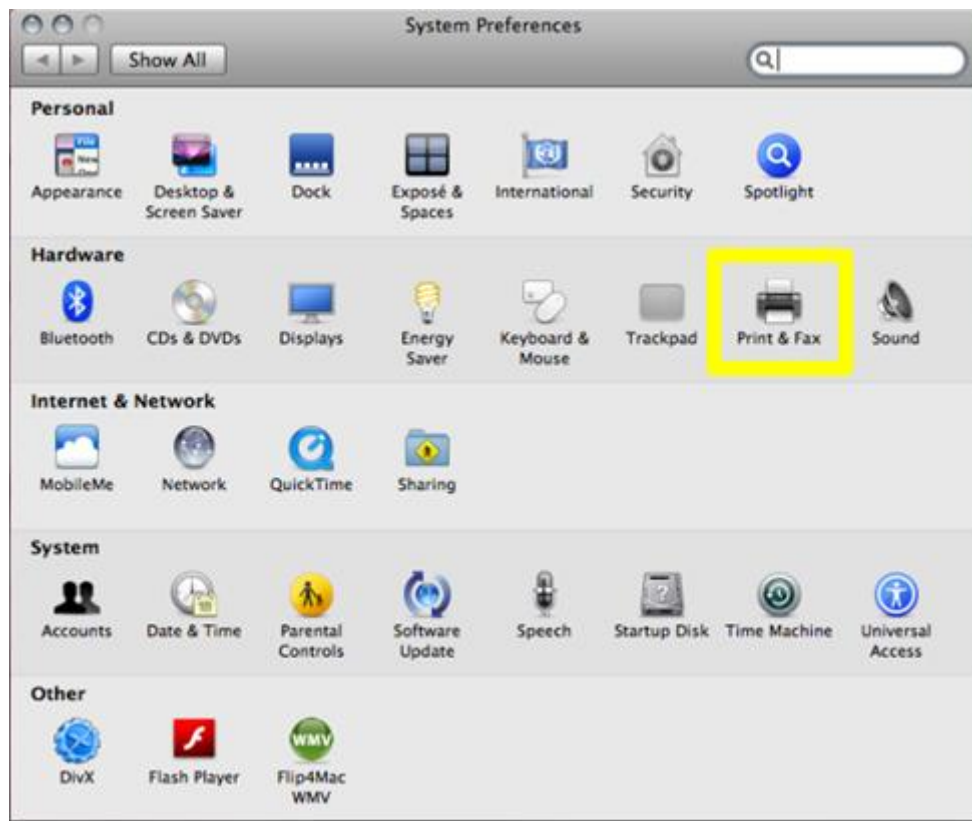 System Preferences
Show All
Personal
Appearance
Desktop &
Screen Saver
Dock
Exposé &
Spaces
International
Security
Spotlight
Hardware
Bluetooth
CDs & DVDs
Displays
Energy
Saver
Keyboard &
Mouse
Trackpad
Print & Fax
Sound
Internet & Network
MobileMe
Network
QuickTime
Sharing
System
Accounts
Date & Time
Parental
Controls
Software
Update
Speech
Startup Disk
Time Machine
Universal
Access
Other
DivX
Flash Player
WMV
Flip4Mac
WMV